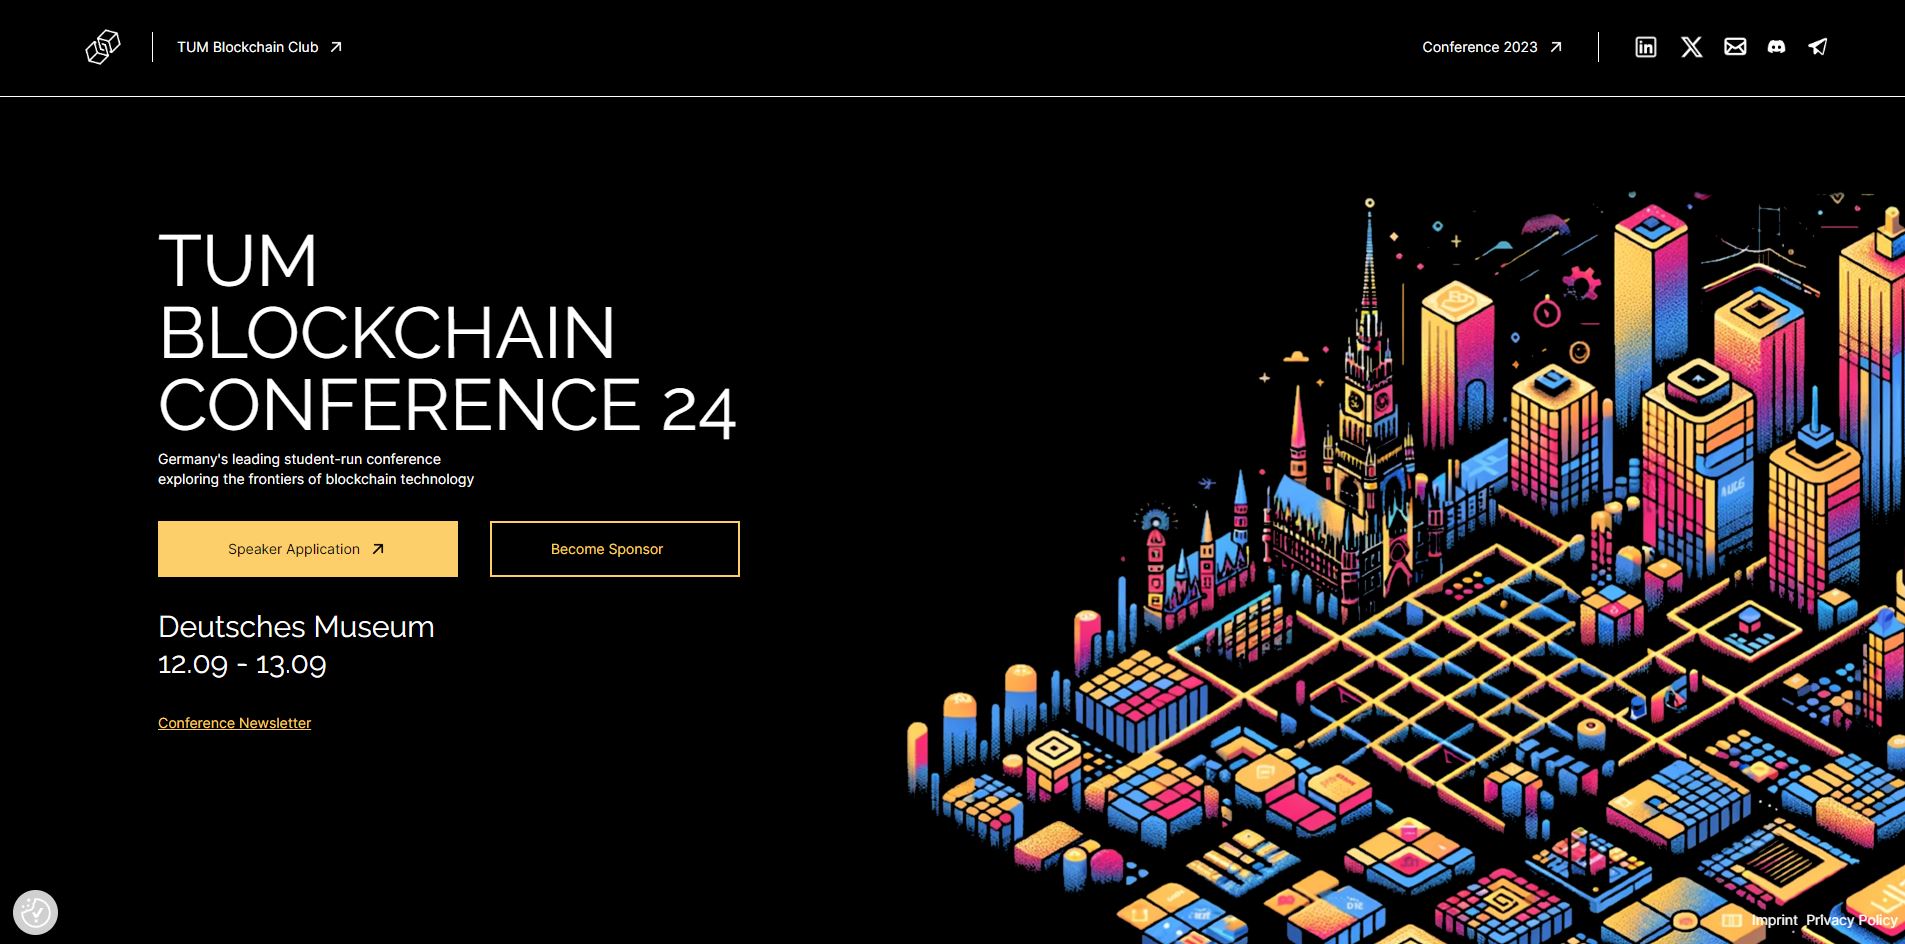 TUM Blockchain Club
Conference 2023
TUM
BLOCKCHAIN
CONFERENCE 24
Germany's leading student-run conference
exploring the frontiers of blockchain technology
Speaker Application
Become Sponsor
Deutsches Museum
12.09 - 13.09
Conference Newsletter
Imprint Privacy Policy